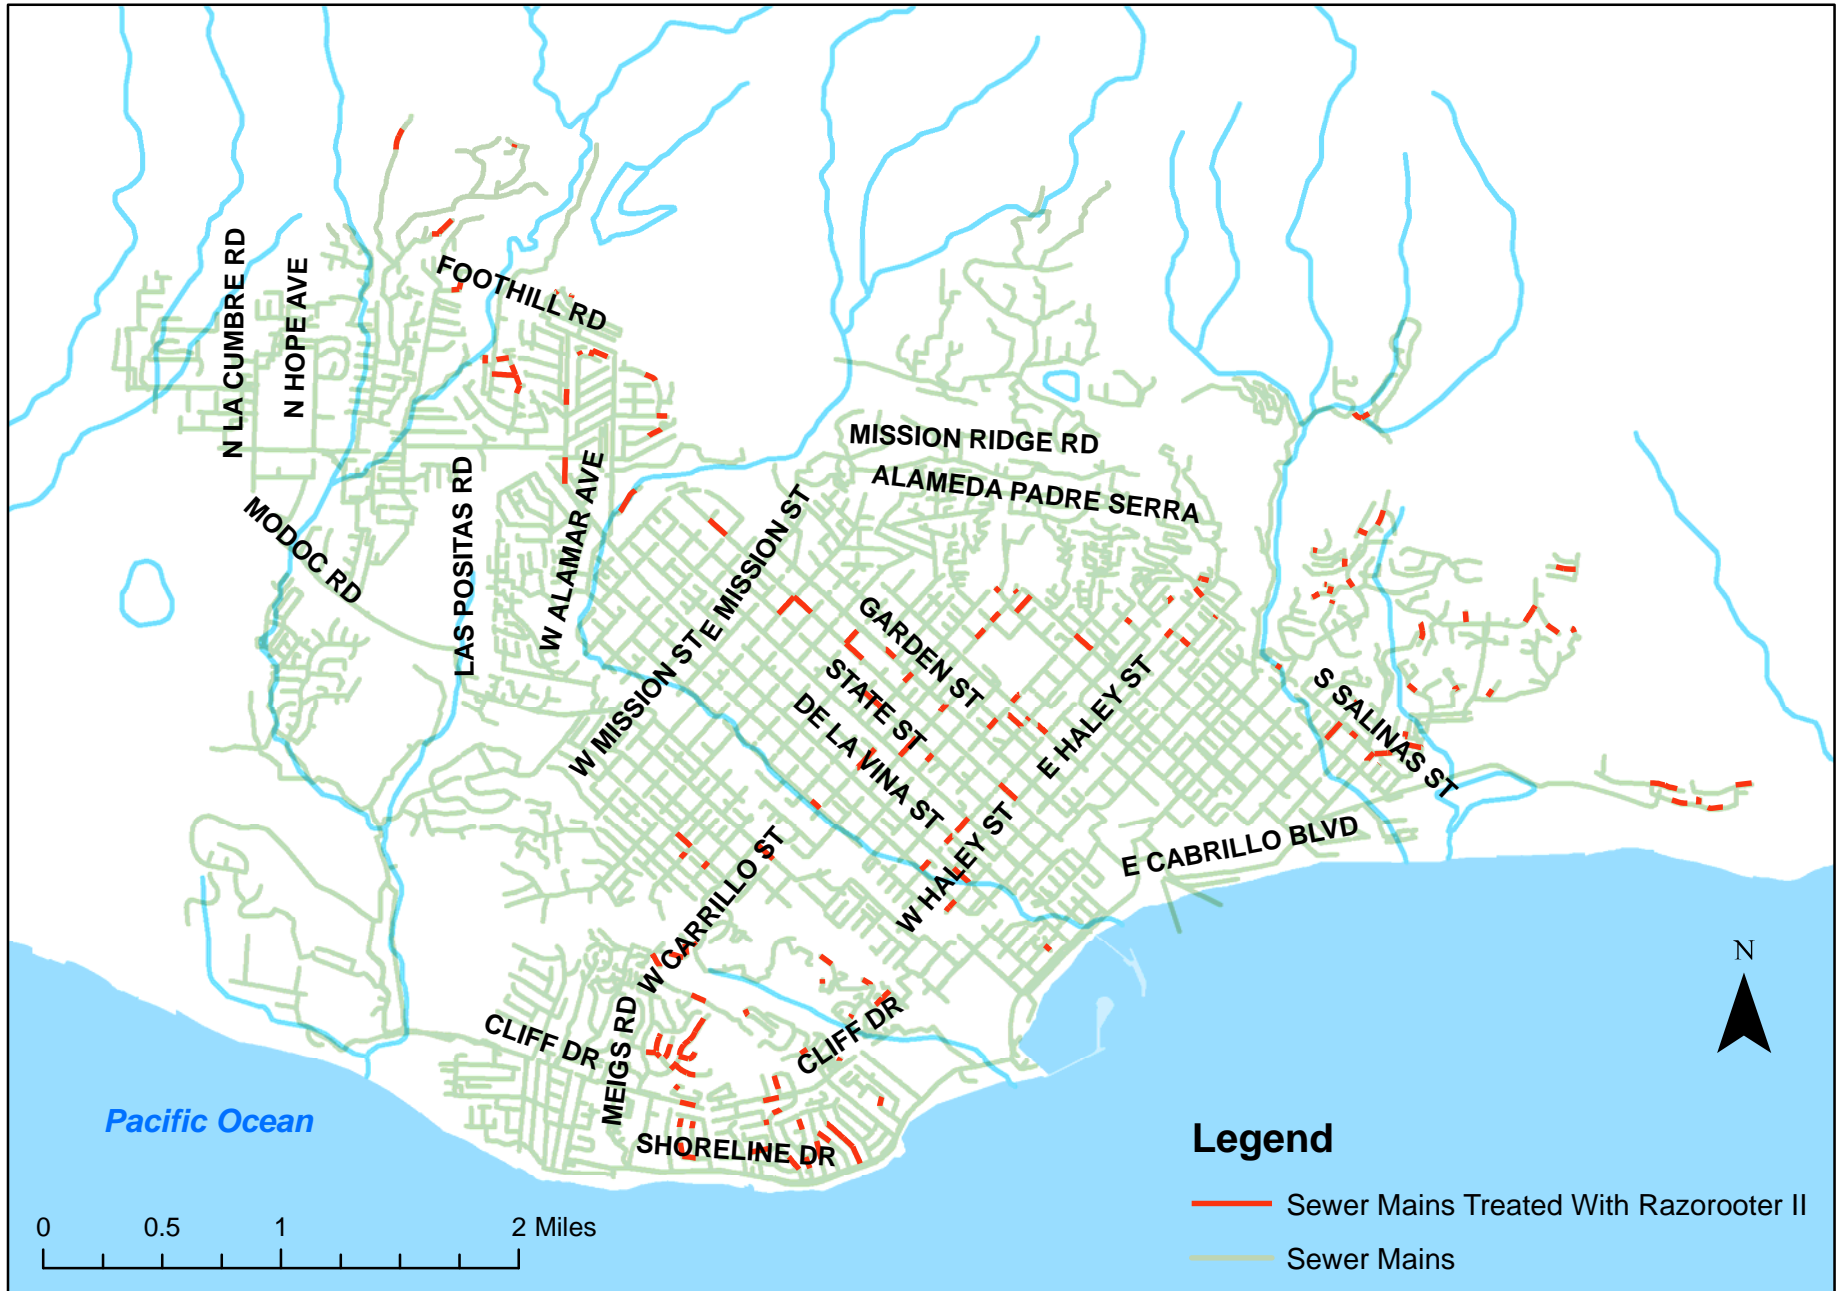 FOOTHILL RD
N LA CUMBRE RD
N HOPE AVE
MISSION RIDGE RD
ALAMEDA PADRE SERRA
MODOC RD
LAS POSITAS RD
W ALAMAR AVE
E MISSION ST
W MISSION ST
GARDEN ST
STATE ST
DE LA VINA ST
E HALEY ST
W HALEY ST
S SALINAS ST
E CABRILLO BLVD
W CARRILLO ST
CLIFF DR
MEIGS RD
CLIFF DR
SHORELINE DR
Pacific Ocean
N
Legend
Sewer Mains Treated With Razorooter II
Sewer Mains
0 0.5 1 2 Miles